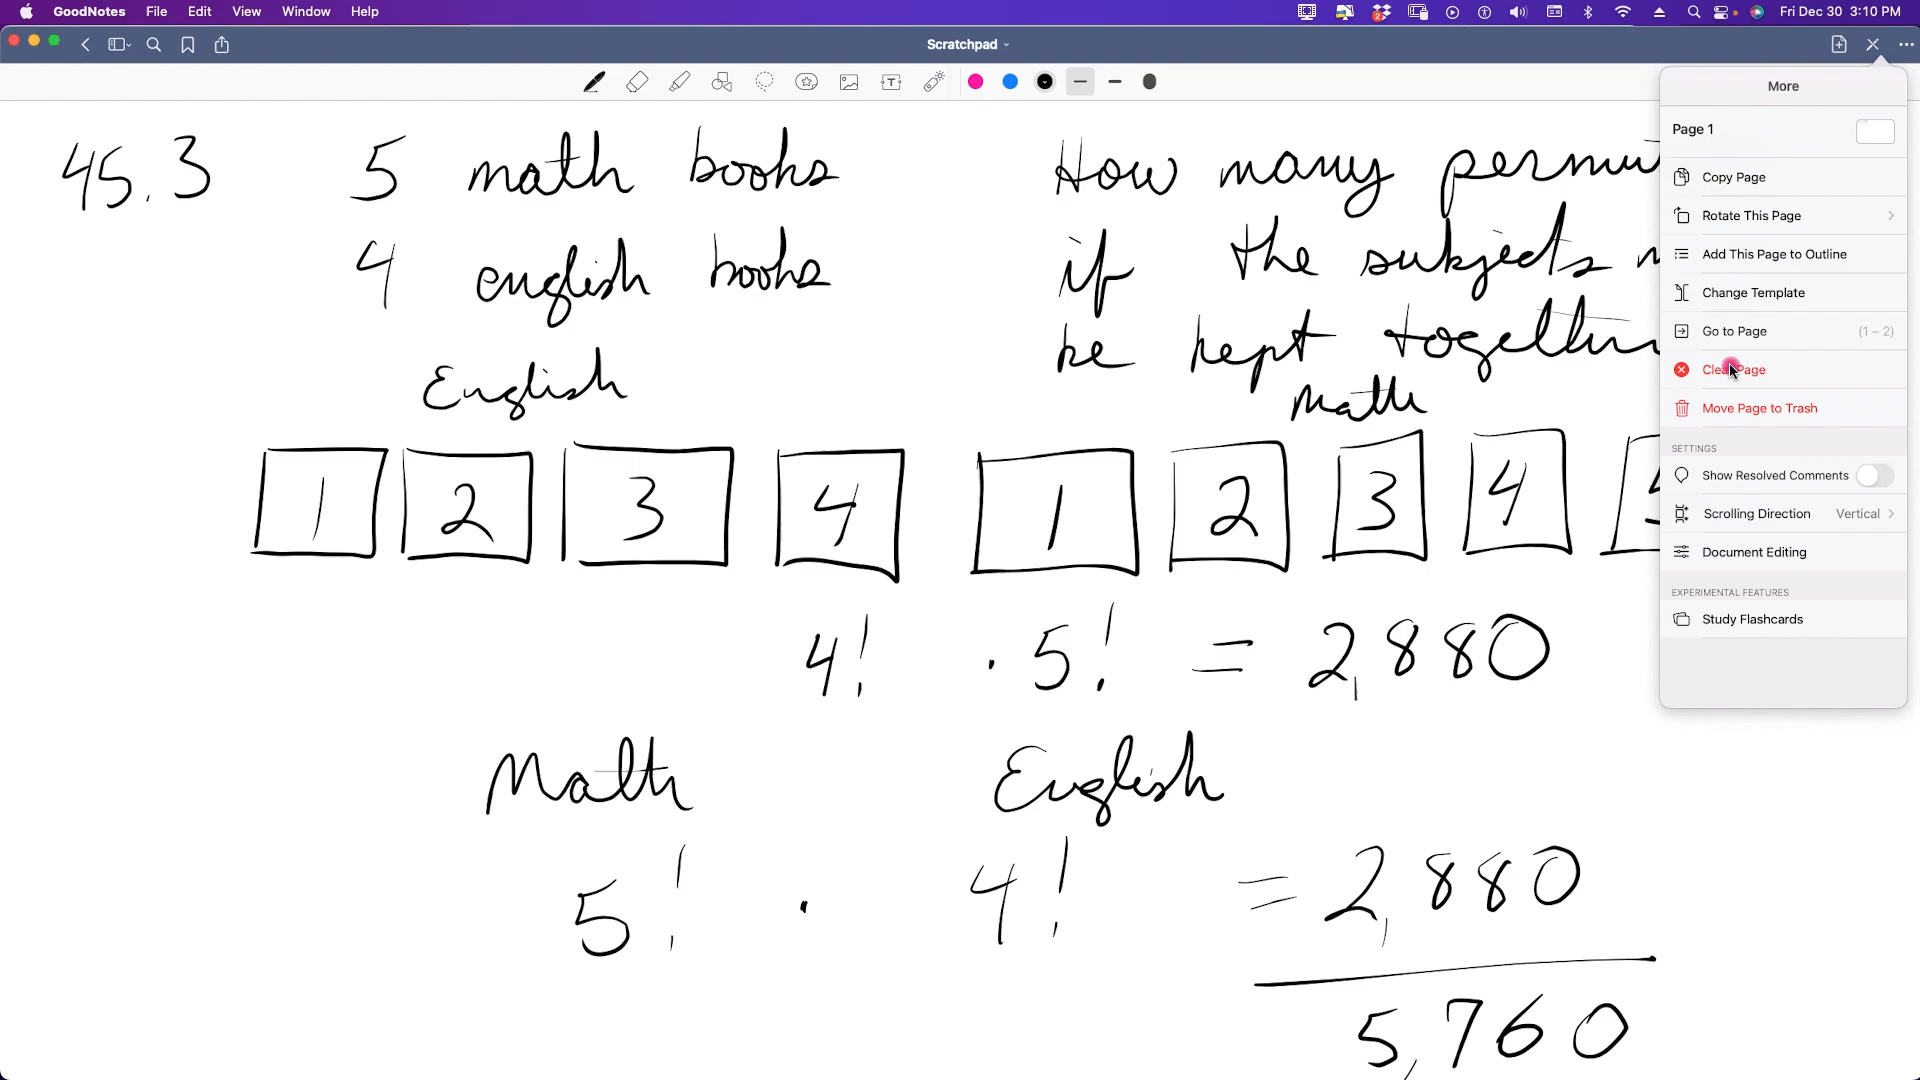 GoodNotes File Edit View Window Help
Fri Dec 30 3:10 PM
Scratchpad
More
Page 1
Copy Page
Rotate This Page
Add This Page to Outline
Change Template
Go to Page (1 – 2)
Clear Page
Move Page to Trash
SETTINGS
Show Resolved Comments
Scrolling Direction Vertical
Document Editing
EXPERIMENTAL FEATURES
Study Flashcards
45.3 5 math books How many
4 english books if the subjects
be kept
English Math
1 2 3 4 1 2 3 4
4! · 5! = 2,880
Math English
5! · 4! = 2,880
5,760